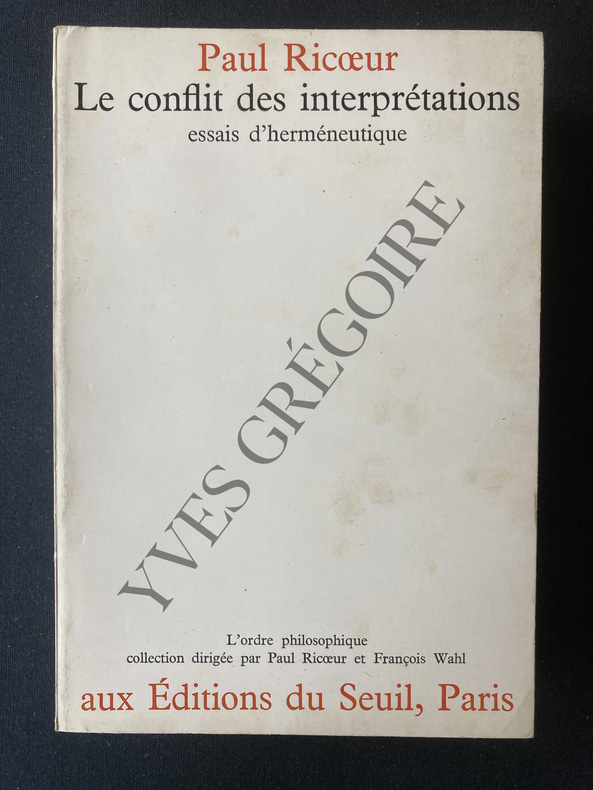 Paul Ricœur
Le conflit des interprétations
essais d'herméneutique
YVES GRÉGOIRE
L'ordre philosophique
collection dirigée par Paul Ricœur et François Wahl
aux Éditions du Seuil, Paris